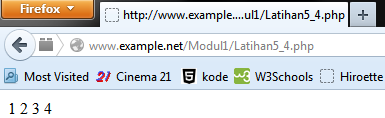 Firefox
http://www.example....ul1/Latihan5_4.php
www.example.net/Modul1/Latihan5_4.php
Most Visited Cinema 21 kode W3Schools Hiroette
1 2 3 4